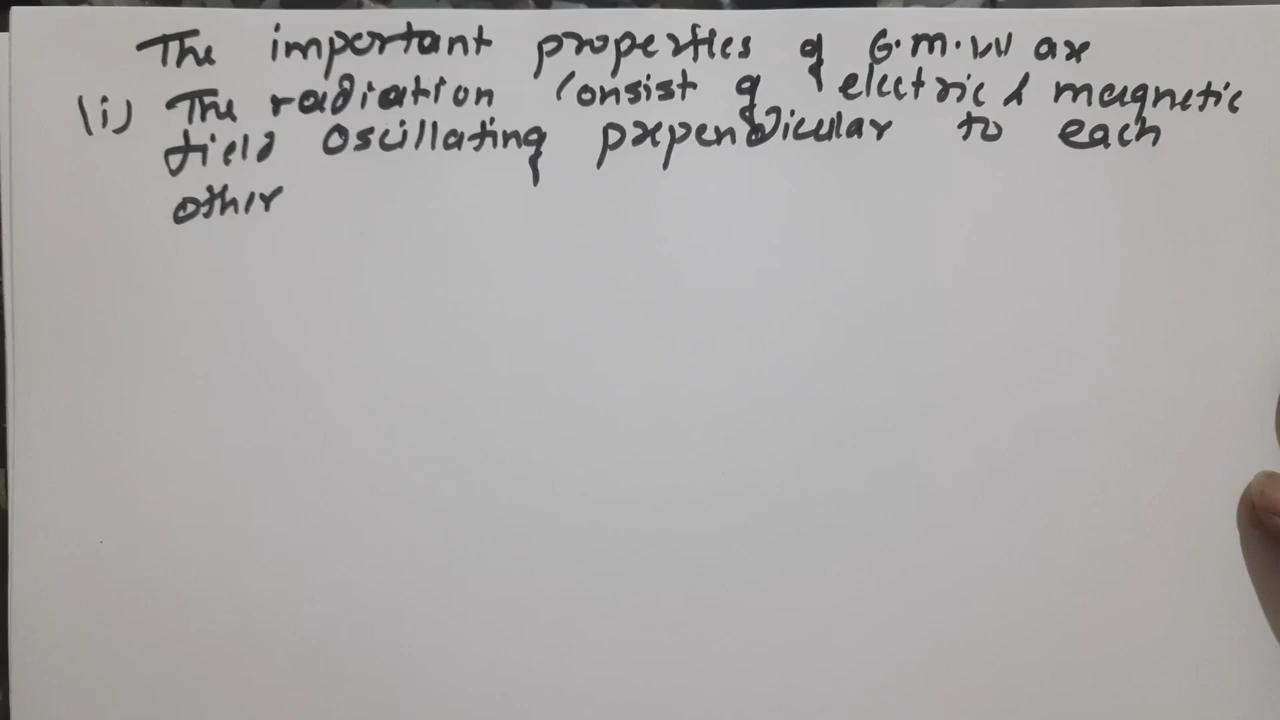 The important properties of E.M.W are
(i) The radiation consist of electric & magnetic
field oscillating perpendicular to each
other